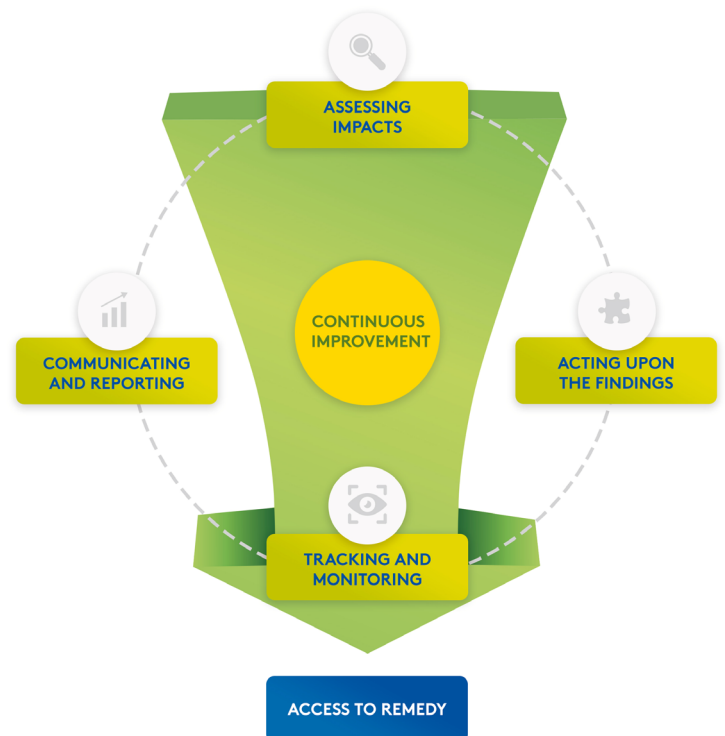 ASSESSING
IMPACTS
CONTINUOUS
IMPROVEMENT
COMMUNICATING
AND REPORTING
ACTING UPON
THE FINDINGS
TRACKING AND
MONITORING
ACCESS TO REMEDY